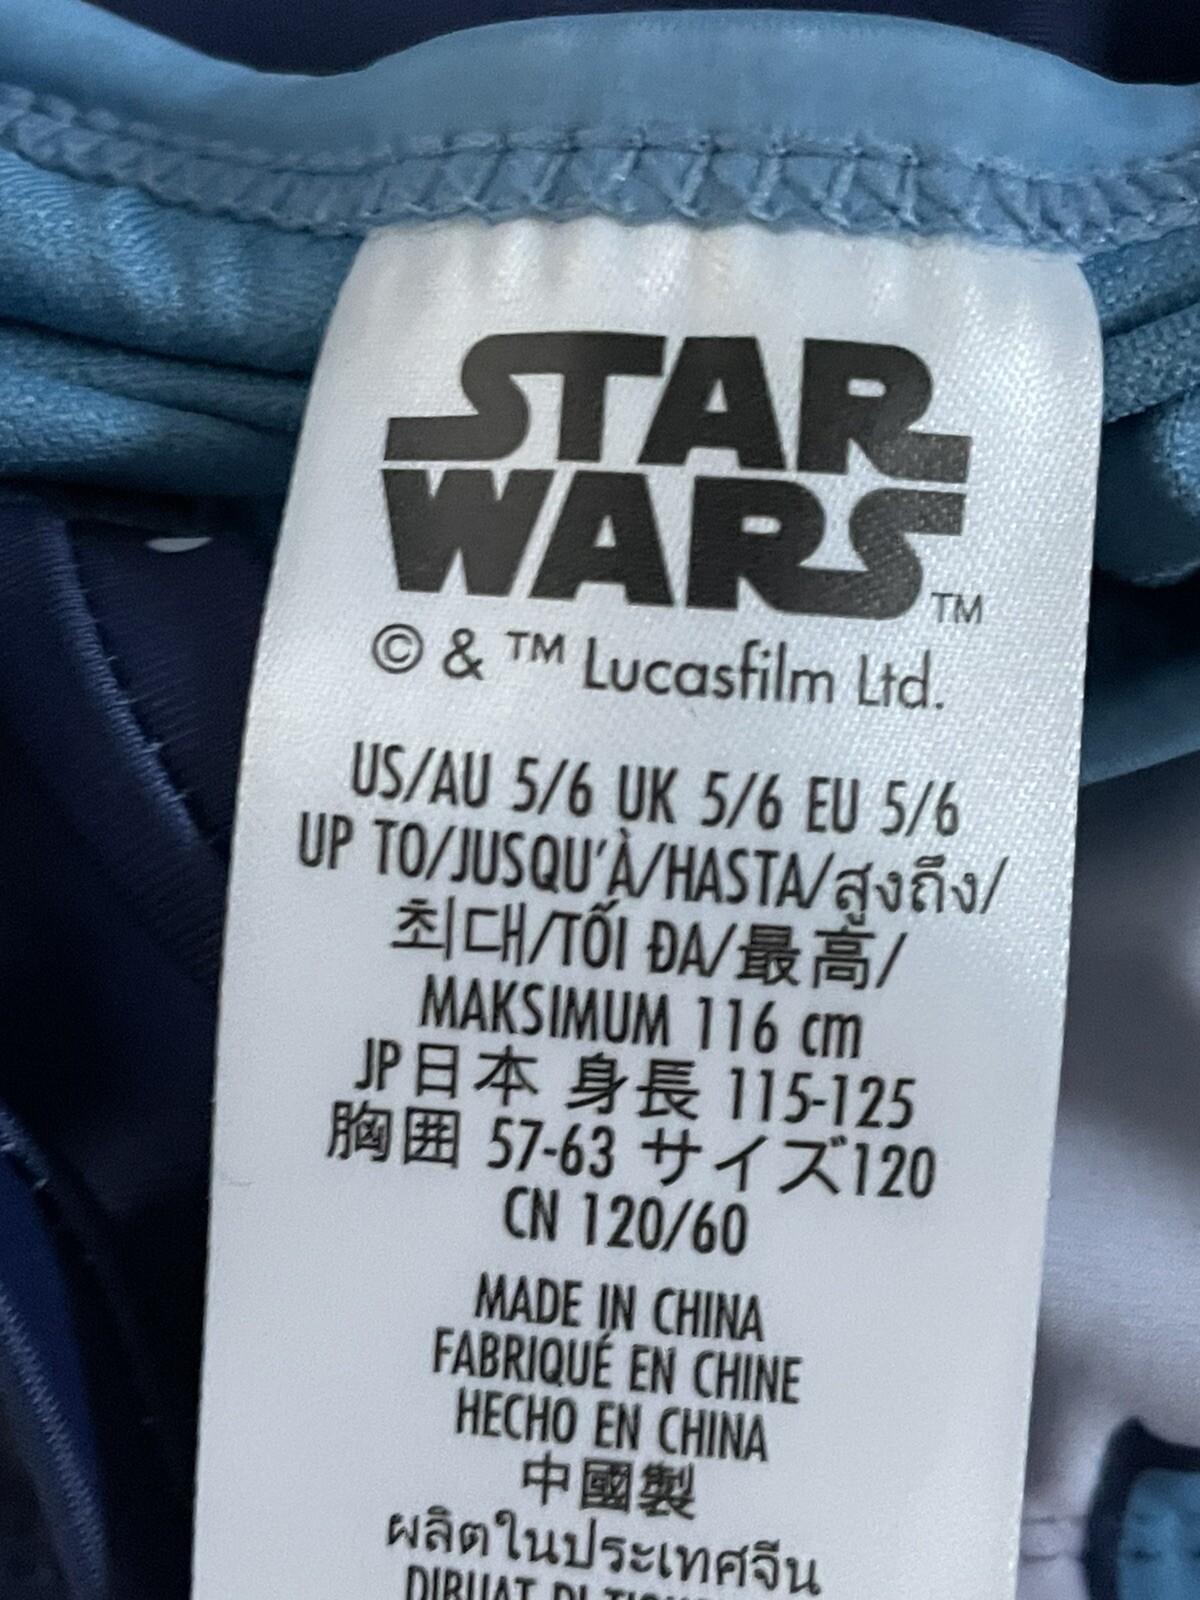 STAR
WARS™
© & ™ Lucasfilm Ltd.
US/AU 5/6 UK 5/6 EU 5/6
UP TO/JUSQU'À/HASTA/สูงถึง/
최대/TỐI ĐA/最高/
MAKSIMUM 116 cm
JP日本 身長 115-125
胸囲 57-63 サイズ120
CN 120/60
MADE IN CHINA
FABRIQUÉ EN CHINE
HECHO EN CHINA
中國製
ผลิตในประเทศจีน
DIBUAT DI